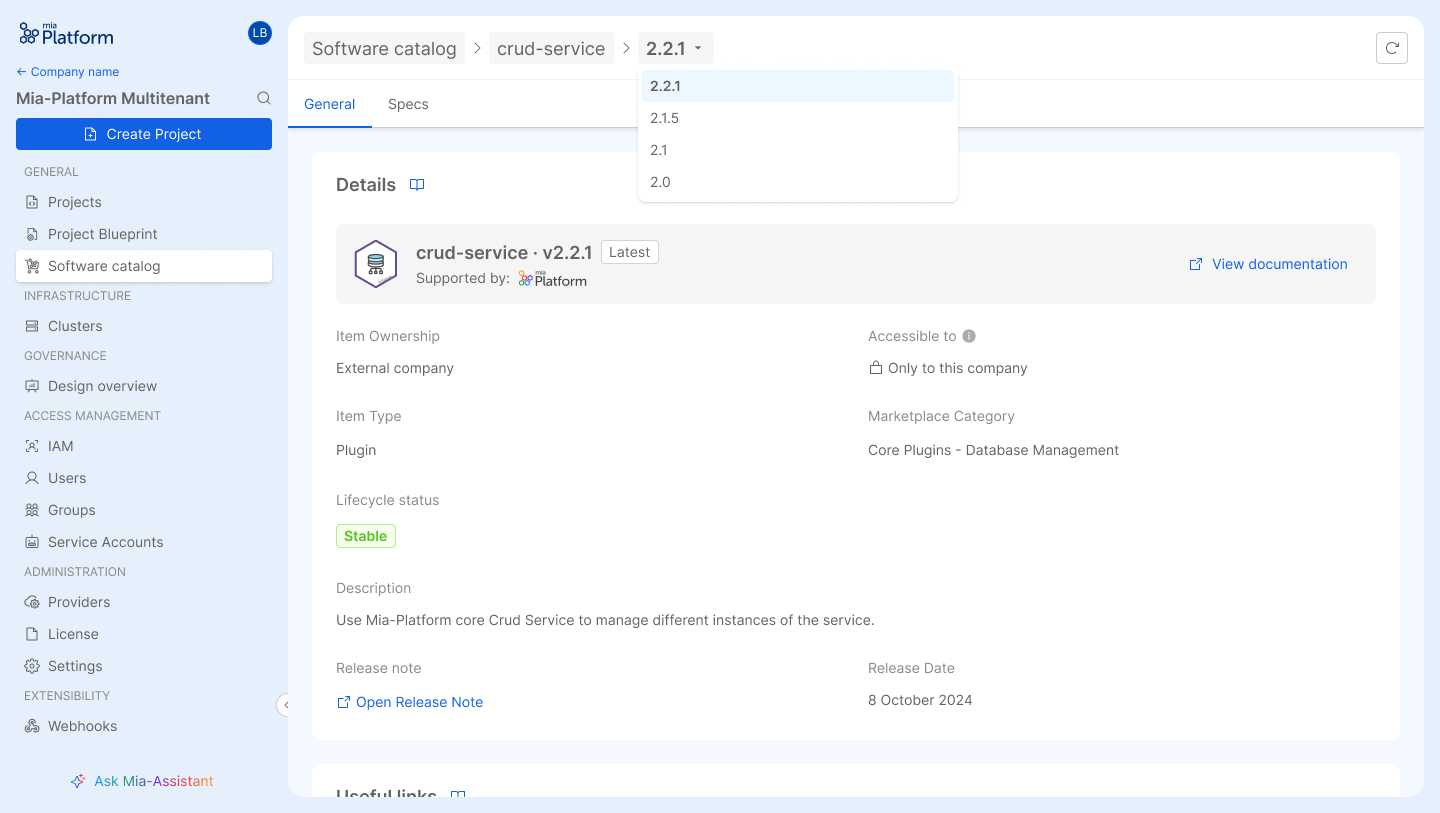 mia
Platform
LB
Company name
Mia-Platform Multitenant
Create Project
GENERAL
Projects
Project Blueprint
Software catalog
INFRASTRUCTURE
Clusters
GOVERNANCE
Design overview
ACCESS MANAGEMENT
IAM
Users
Groups
Service Accounts
ADMINISTRATION
Providers
License
Settings
EXTENSIBILITY
Webhooks
Ask Mia-Assistant
Software catalog
crud-service
2.2.1
2.2.1
2.1.5
2.1
2.0
General
Specs
Details
crud-service · v2.2.1 Latest
Supported by: mia Platform
View documentation
Item Ownership
External company
Accessible to
Only to this company
Item Type
Plugin
Marketplace Category
Core Plugins - Database Management
Lifecycle status
Stable
Description
Use Mia-Platform core Crud Service to manage different instances of the service.
Release note
Open Release Note
Release Date
8 October 2024
Useful links